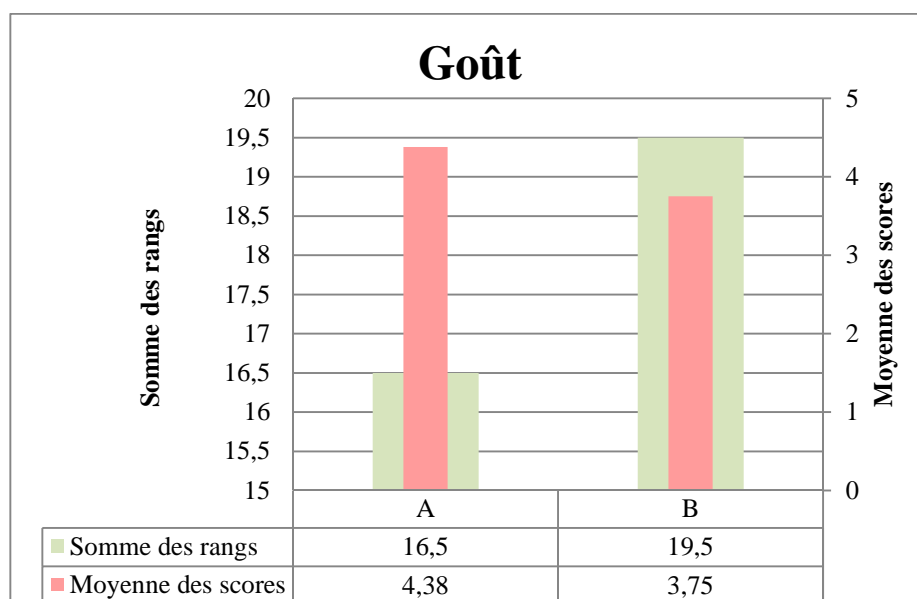 Goût
20
19,5
19
18,5
18
17,5
17
16,5
16
15,5
15
Somme des rangs
5
4
3
2
1
0
Moyenne des scores
A B
Somme des rangs 16,5 19,5
Moyenne des scores 4,38 3,75